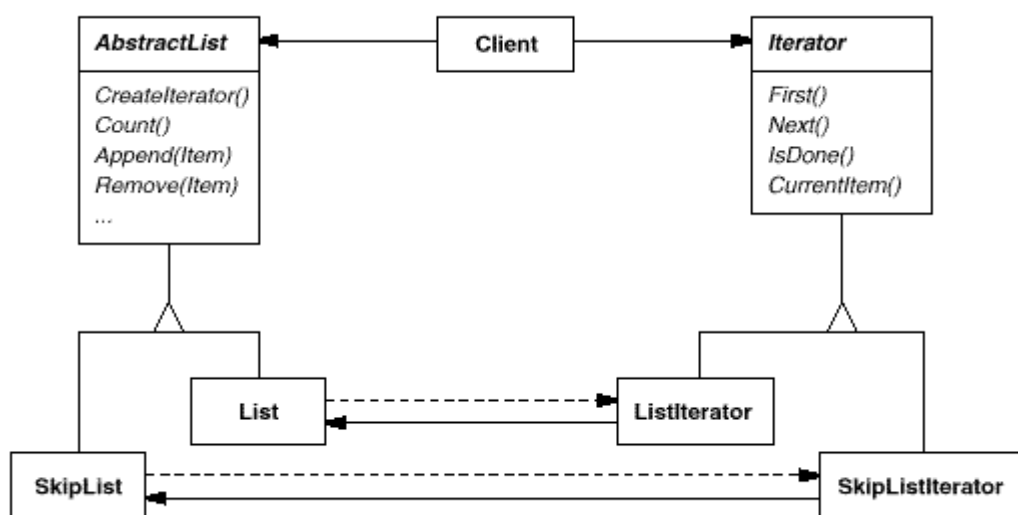 AbstractList
Client
Iterator
CreateIterator()
Count()
Append(Item)
Remove(Item)
...
First()
Next()
IsDone()
CurrentItem()
List
ListIterator
SkipList
SkipListIterator